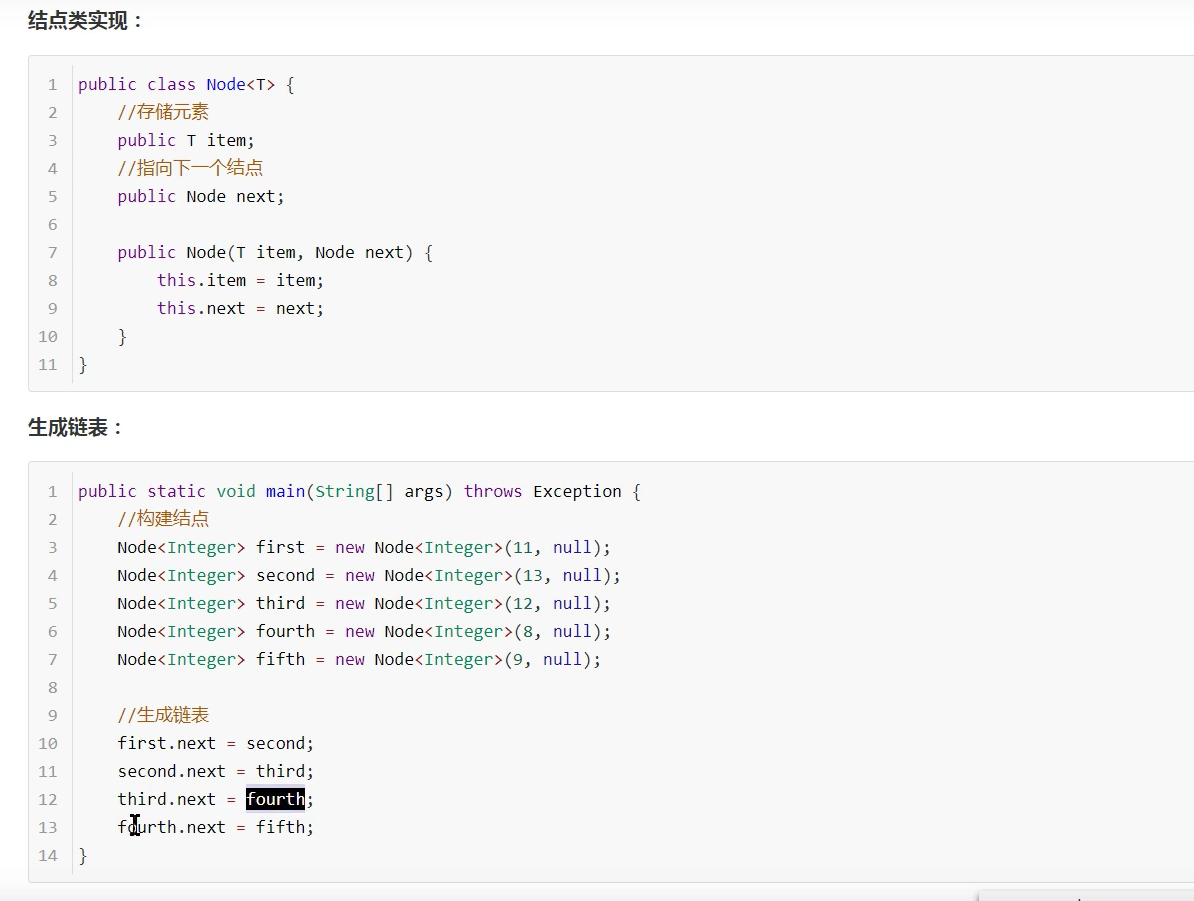 结点类实现：
1 public class Node<T> {
2     //存储元素
3     public T item;
4     //指向下一个结点
5     public Node next;
6
7     public Node(T item, Node next) {
8         this.item = item;
9         this.next = next;
10     }
11 }
生成链表：
1 public static void main(String[] args) throws Exception {
2     //构建结点
3     Node<Integer> first = new Node<Integer>(11, null);
4     Node<Integer> second = new Node<Integer>(13, null);
5     Node<Integer> third = new Node<Integer>(12, null);
6     Node<Integer> fourth = new Node<Integer>(8, null);
7     Node<Integer> fifth = new Node<Integer>(9, null);
8
9     //生成链表
10     first.next = second;
11     second.next = third;
12     third.next = fourth;
13     fourth.next = fifth;
14 }